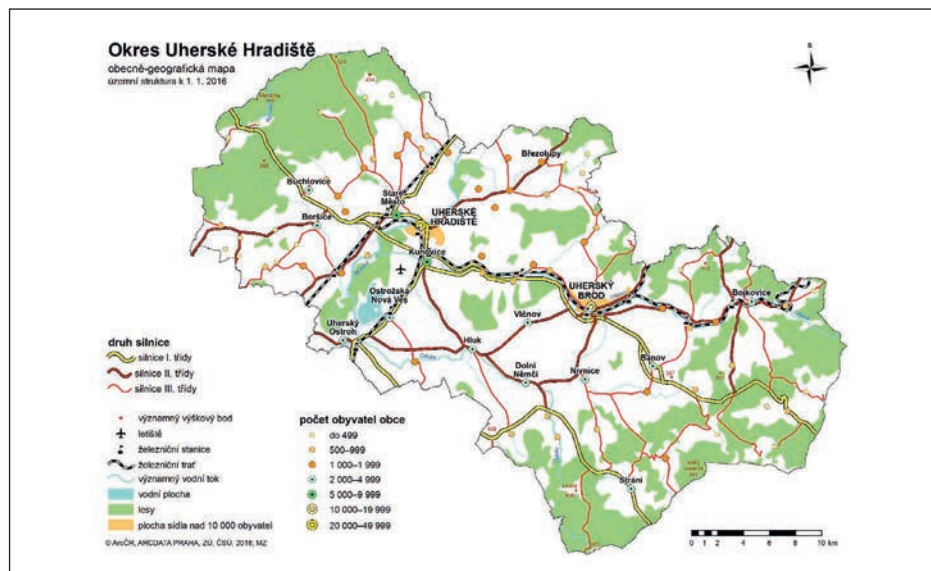 Okres Uherské Hradiště
obecně-geografická mapa
územní struktura k 1. 1. 2016
S
Březolupy
Buchlovice
Staré
Město
UHERSKÉ
HRADIŠTĚ
Boršice
Kunovice
Ostrožská
Nová Ves
UHERSKÝ
BROD
Bojkovice
Vlčnov
Uherský
Ostroh
Hluk
Bánov
Dolní
Němčí
Nivnice
Strání
druh silnice
silnice I. třídy
silnice II. třídy
silnice III. třídy
významný výškový bod
letiště
železniční stanice
železniční trať
významný vodní tok
vodní plocha
lesy
plocha sídla nad 10 000 obyvatel
počet obyvatel obce
do 499
500–999
1 000–1 999
2 000–4 999
5 000–9 999
10 000–19 999
20 000–49 999
© ArcČR, ARCDATA PRAHA, ZÚ, ČSÚ, 2016; MZ
0 1 2 4 6 8 10 km